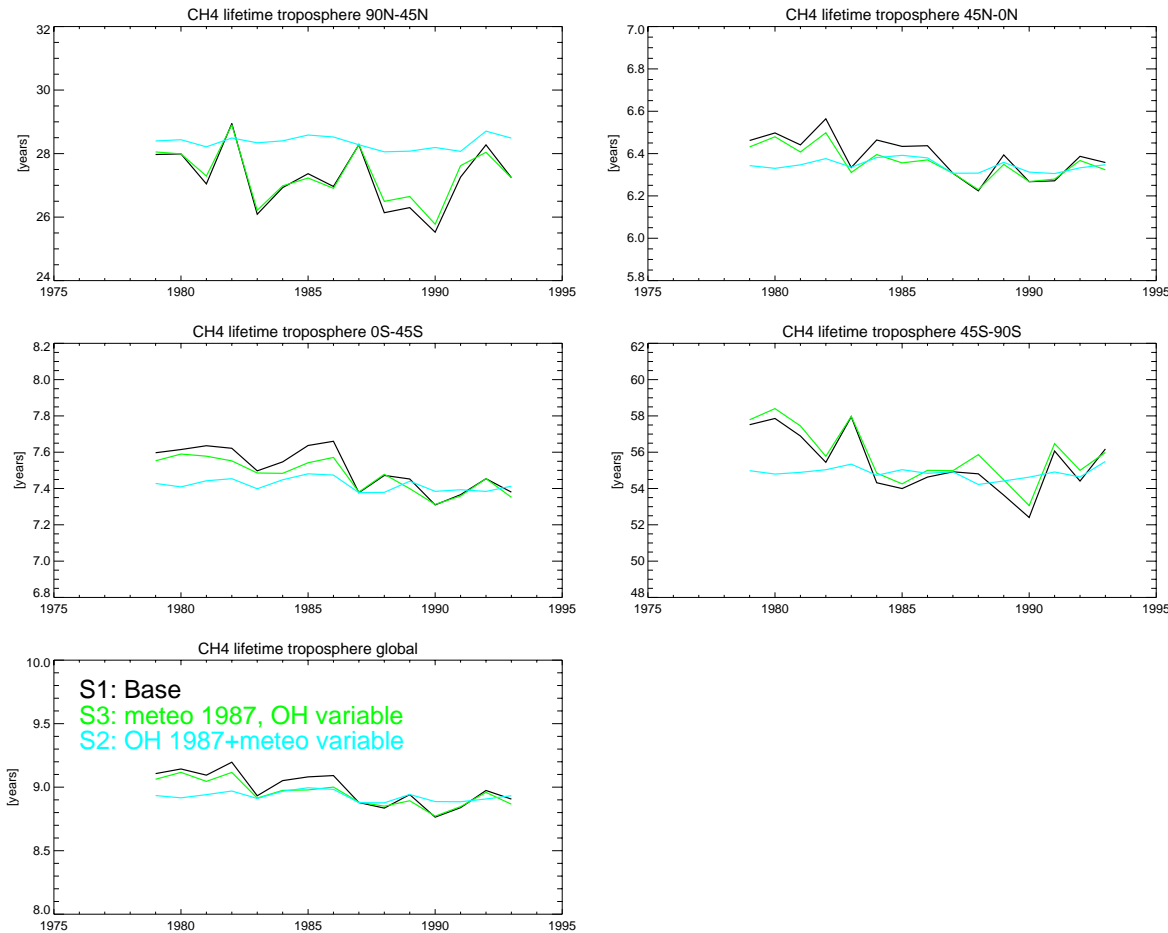 CH4 lifetime troposphere 90N-45N
32
30
28
26
24
[years]
1975 1980 1985 1990 1995
CH4 lifetime troposphere 45N-0N
7.0
6.8
6.6
6.4
6.2
6.0
5.8
[years]
1975 1980 1985 1990 1995
CH4 lifetime troposphere 0S-45S
8.2
8.0
7.8
7.6
7.4
7.2
7.0
6.8
[years]
1975 1980 1985 1990 1995
CH4 lifetime troposphere 45S-90S
62
60
58
56
54
52
50
48
[years]
1975 1980 1985 1990 1995
CH4 lifetime troposphere global
10.0
9.5
9.0
8.5
8.0
[years]
S1: Base
S3: meteo 1987, OH variable
S2: OH 1987+meteo variable
1975 1980 1985 1990 1995